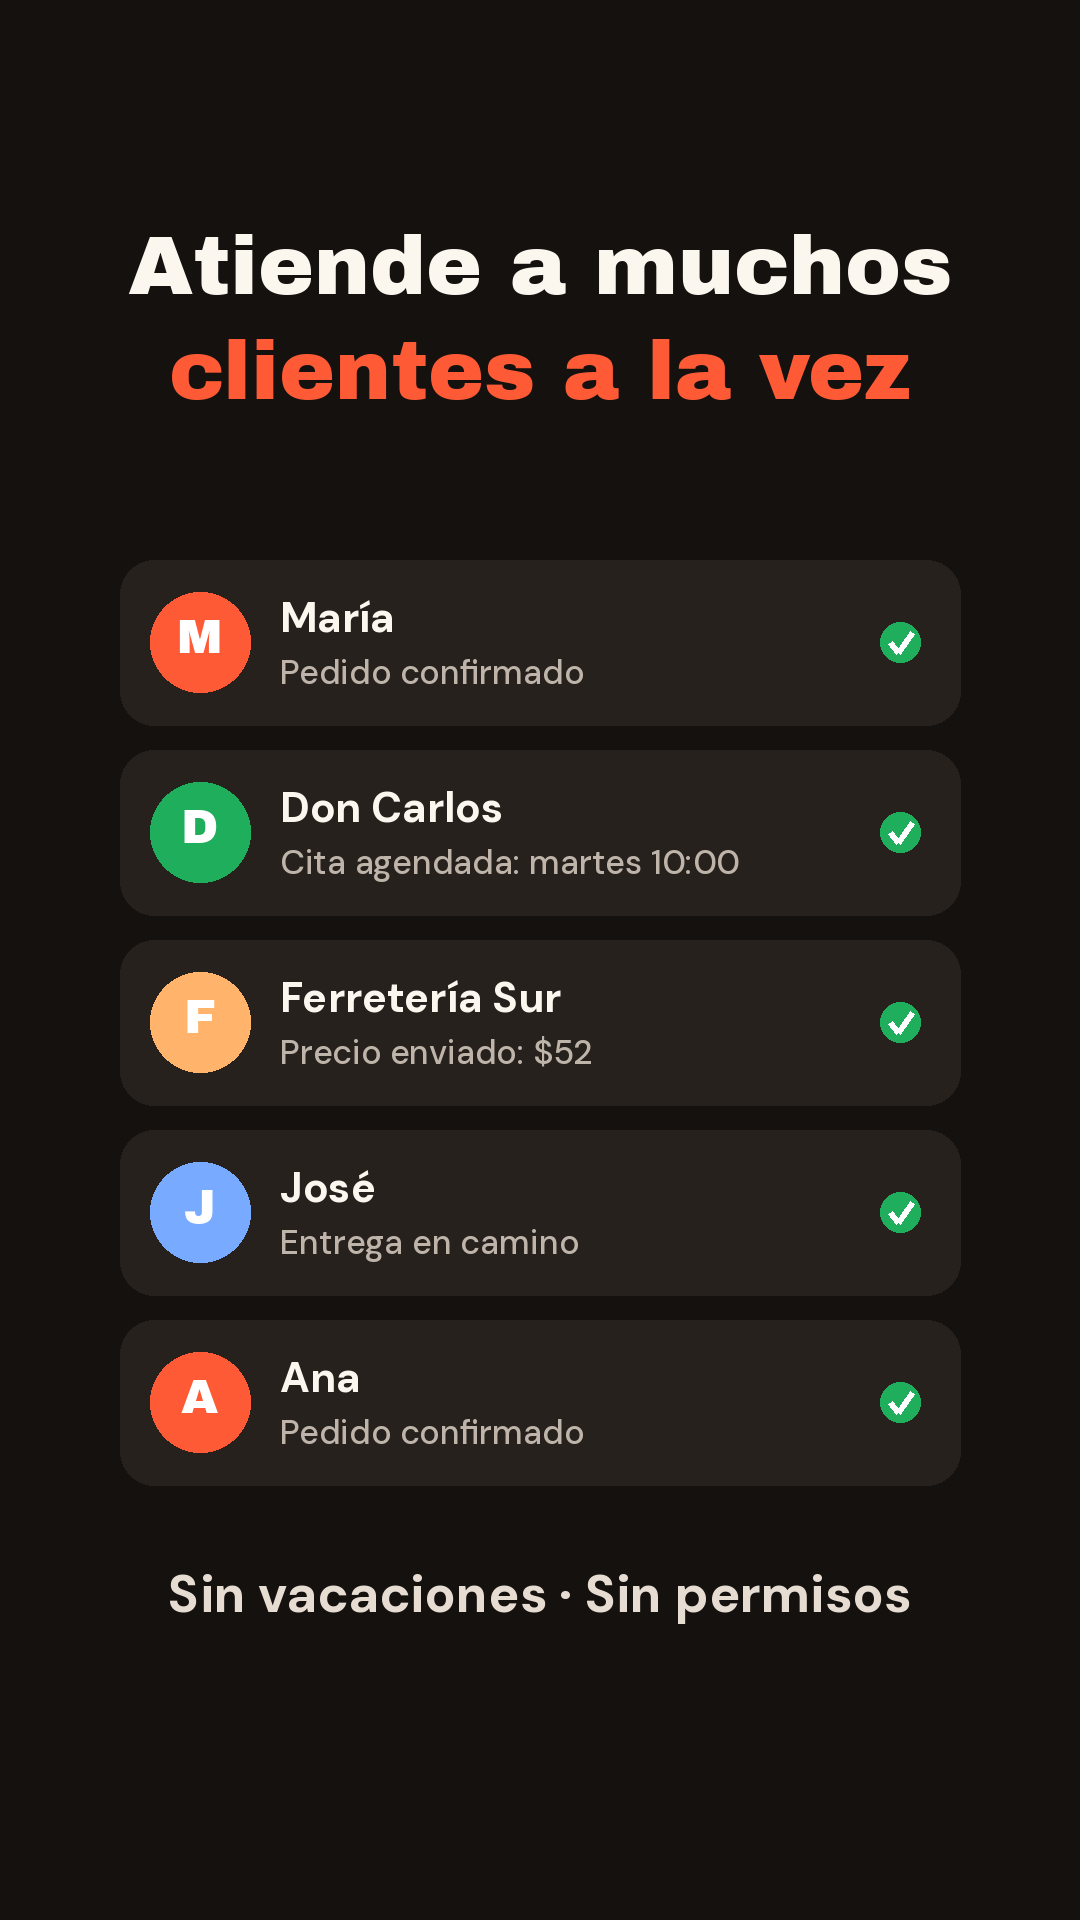 Atiende a muchos
clientes a la vez
M
María
Pedido confirmado
D
Don Carlos
Cita agendada: martes 10:00
F
Ferretería Sur
Precio enviado: $52
J
José
Entrega en camino
A
Ana
Pedido confirmado
Sin vacaciones · Sin permisos